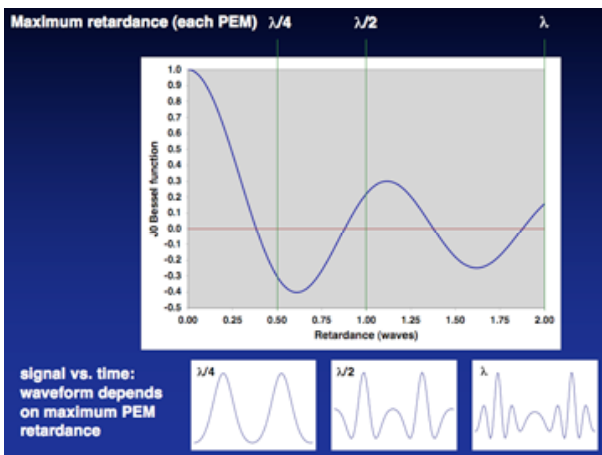 Maximum retardance (each PEM) λ/4 λ/2 λ
1.0
0.9
0.8
0.7
0.6
0.5
0.4
0.3
0.2
0.1
0.0
-0.1
-0.2
-0.3
-0.4
-0.5
J0 Bessel function
0.00 0.25 0.50 0.75 1.00 1.25 1.50 1.75 2.00
Retardance (waves)
signal vs. time:
waveform depends
on maximum PEM
retardance
λ/4 λ/2 λ